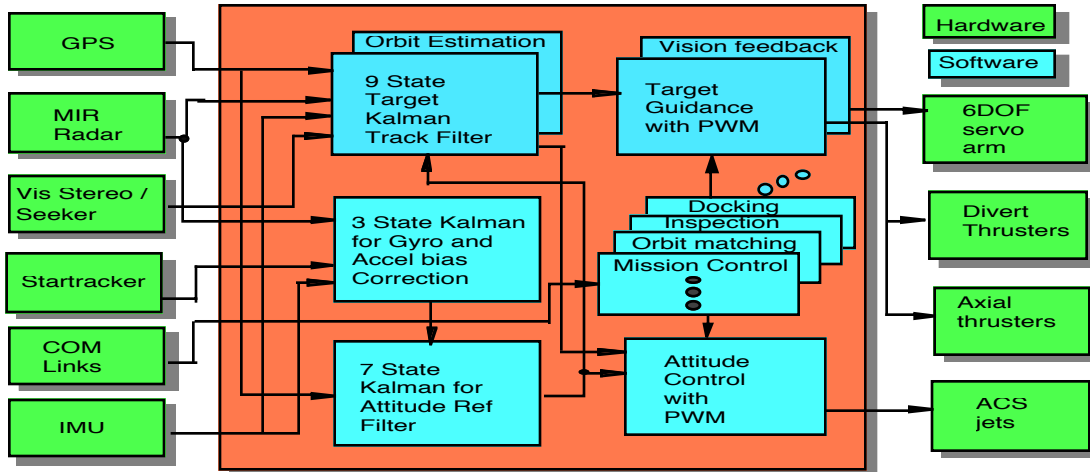 GPS
MIR
Radar
Vis Stereo /
Seeker
Startracker
COM
Links
IMU
Orbit Estimation
9 State
Target
Kalman
Track Filter
3 State Kalman
for Gyro and
Accel bias
Correction
7 State
Kalman for
Attitude Ref
Filter
Vision feedback
Target
Guidance
with PWM
Docking
Inspection
Orbit matching
Mission Control
Attitude
Control
with
PWM
Hardware
Software
6DOF
servo
arm
Divert
Thrusters
Axial
thrusters
ACS
jets